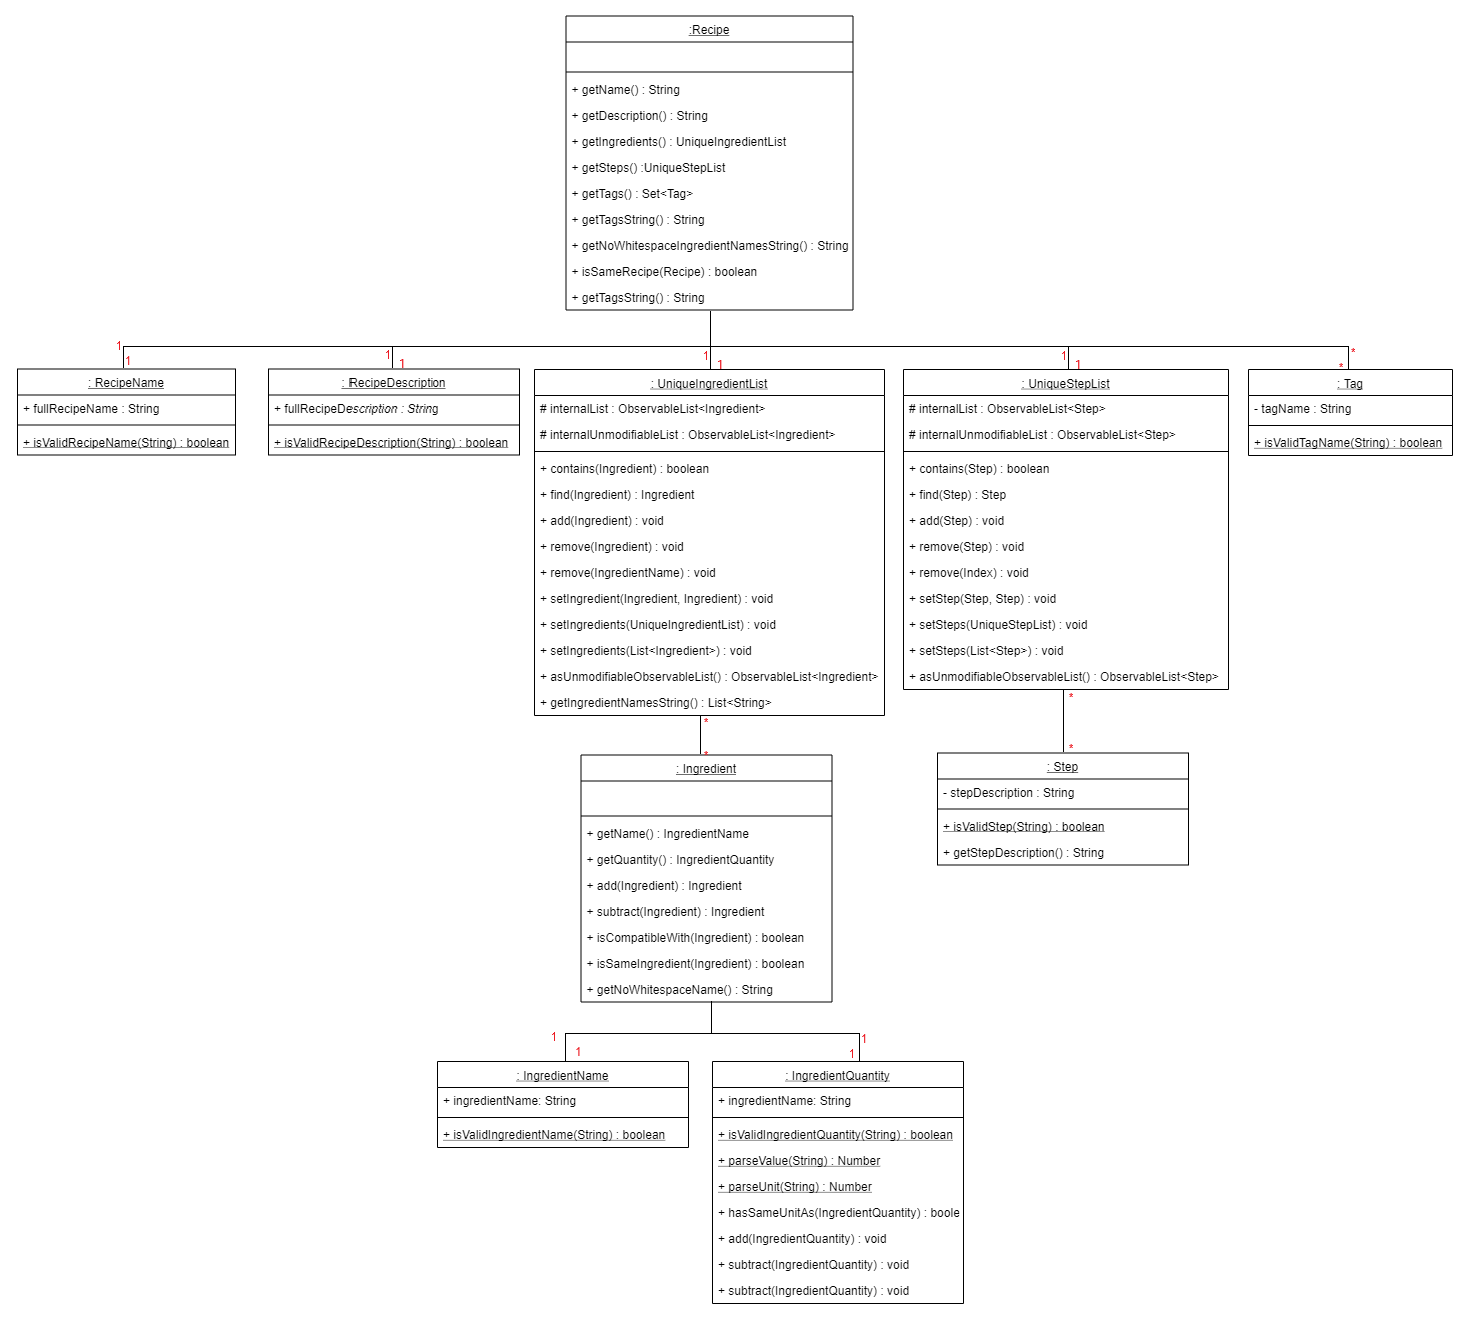 :Recipe
+ getName() : String
+ getDescription() : String
+ getIngredients() : UniqueIngredientList
+ getSteps() :UniqueStepList
+ getTags() : Set<Tag>
+ getTagsString() : String
+ getNoWhitespaceIngredientNamesString() : String
+ isSameRecipe(Recipe) : boolean
+ getTagsString() : String
1 1 1 1 *
1 1 1 1 *
: RecipeName
+ fullRecipeName : String
+ isValidRecipeName(String) : boolean
: RecipeDescription
+ fullRecipeDescription : String
+ isValidRecipeDescription(String) : boolean
: UniqueIngredientList
# internalList : ObservableList<Ingredient>
# internalUnmodifiableList : ObservableList<Ingredient>
+ contains(Ingredient) : boolean
+ find(Ingredient) : Ingredient
+ add(Ingredient) : void
+ remove(Ingredient) : void
+ remove(IngredientName) : void
+ setIngredient(Ingredient, Ingredient) : void
+ setIngredients(UniqueIngredientList) : void
+ setIngredients(List<Ingredient>) : void
+ asUnmodifiableObservableList() : ObservableList<Ingredient>
+ getIngredientNamesString() : List<String>
: UniqueStepList
# internalList : ObservableList<Step>
# internalUnmodifiableList : ObservableList<Step>
+ contains(Step) : boolean
+ find(Step) : Step
+ add(Step) : void
+ remove(Step) : void
+ remove(Index) : void
+ setStep(Step, Step) : void
+ setSteps(UniqueStepList) : void
+ setSteps(List<Step>) : void
+ asUnmodifiableObservableList() : ObservableList<Step>
: Tag
- tagName : String
+ isValidTagName(String) : boolean
*
*
*
*
: Ingredient
+ getName() : IngredientName
+ getQuantity() : IngredientQuantity
+ add(Ingredient) : Ingredient
+ subtract(Ingredient) : Ingredient
+ isCompatibleWith(Ingredient) : boolean
+ isSameIngredient(Ingredient) : boolean
+ getNoWhitespaceName() : String
: Step
- stepDescription : String
+ isValidStep(String) : boolean
+ getStepDescription() : String
1 1
1 1
: IngredientName
+ ingredientName: String
+ isValidIngredientName(String) : boolean
: IngredientQuantity
+ ingredientName: String
+ isValidIngredientQuantity(String) : boolean
+ parseValue(String) : Number
+ parseUnit(String) : Number
+ hasSameUnitAs(IngredientQuantity) : boole
+ add(IngredientQuantity) : void
+ subtract(IngredientQuantity) : void
+ subtract(IngredientQuantity) : void